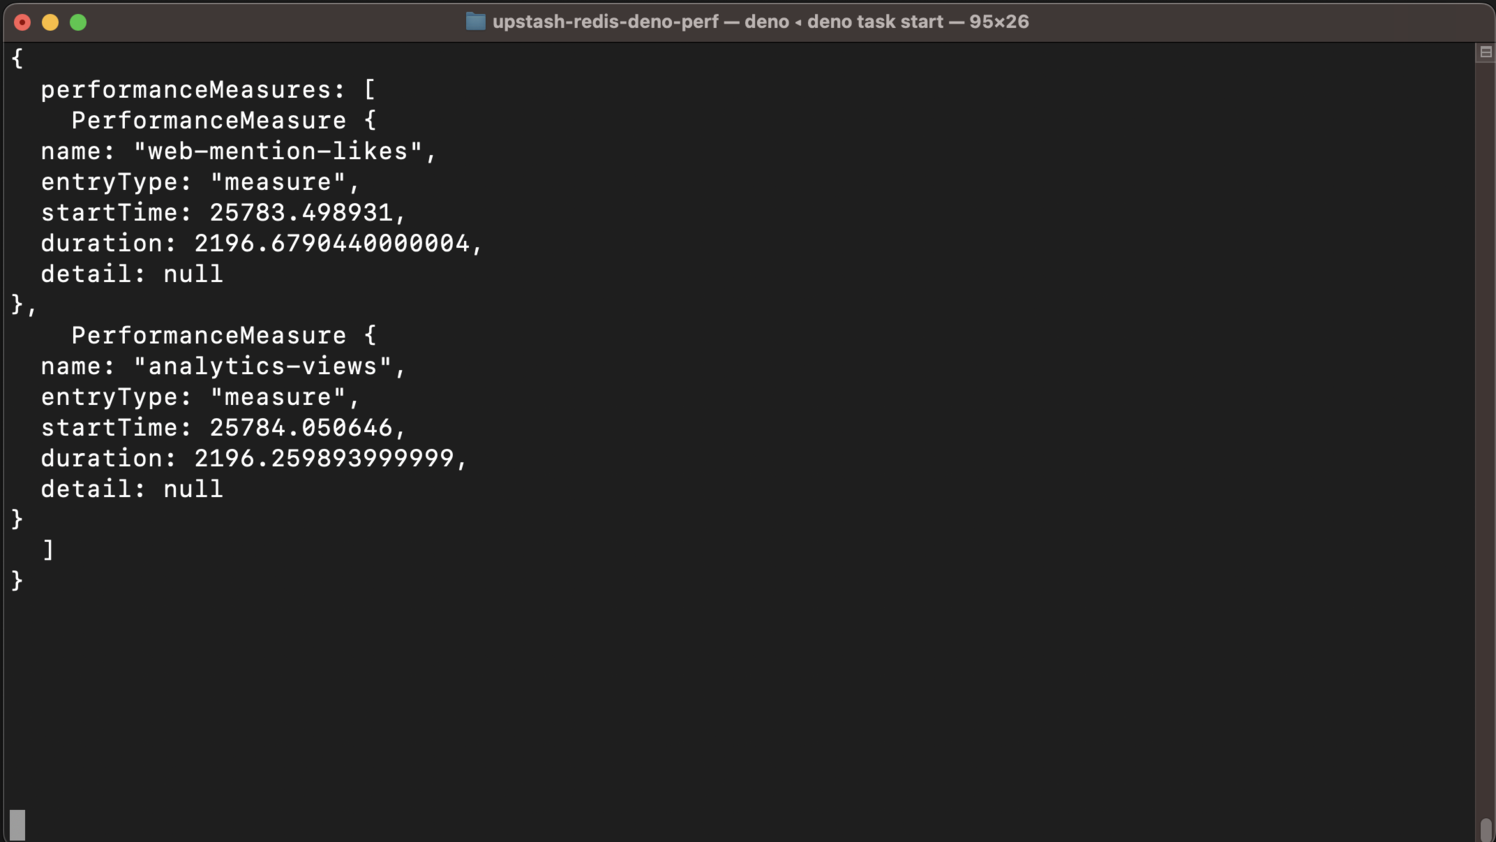 upstash-redis-deno-perf — deno ◂ deno task start — 95×26
{
  performanceMeasures: [
    PerformanceMeasure {
  name: "web-mention-likes",
  entryType: "measure",
  startTime: 25783.498931,
  duration: 2196.6790440000004,
  detail: null
},
    PerformanceMeasure {
  name: "analytics-views",
  entryType: "measure",
  startTime: 25784.050646,
  duration: 2196.259893999999,
  detail: null
}
  ]
}